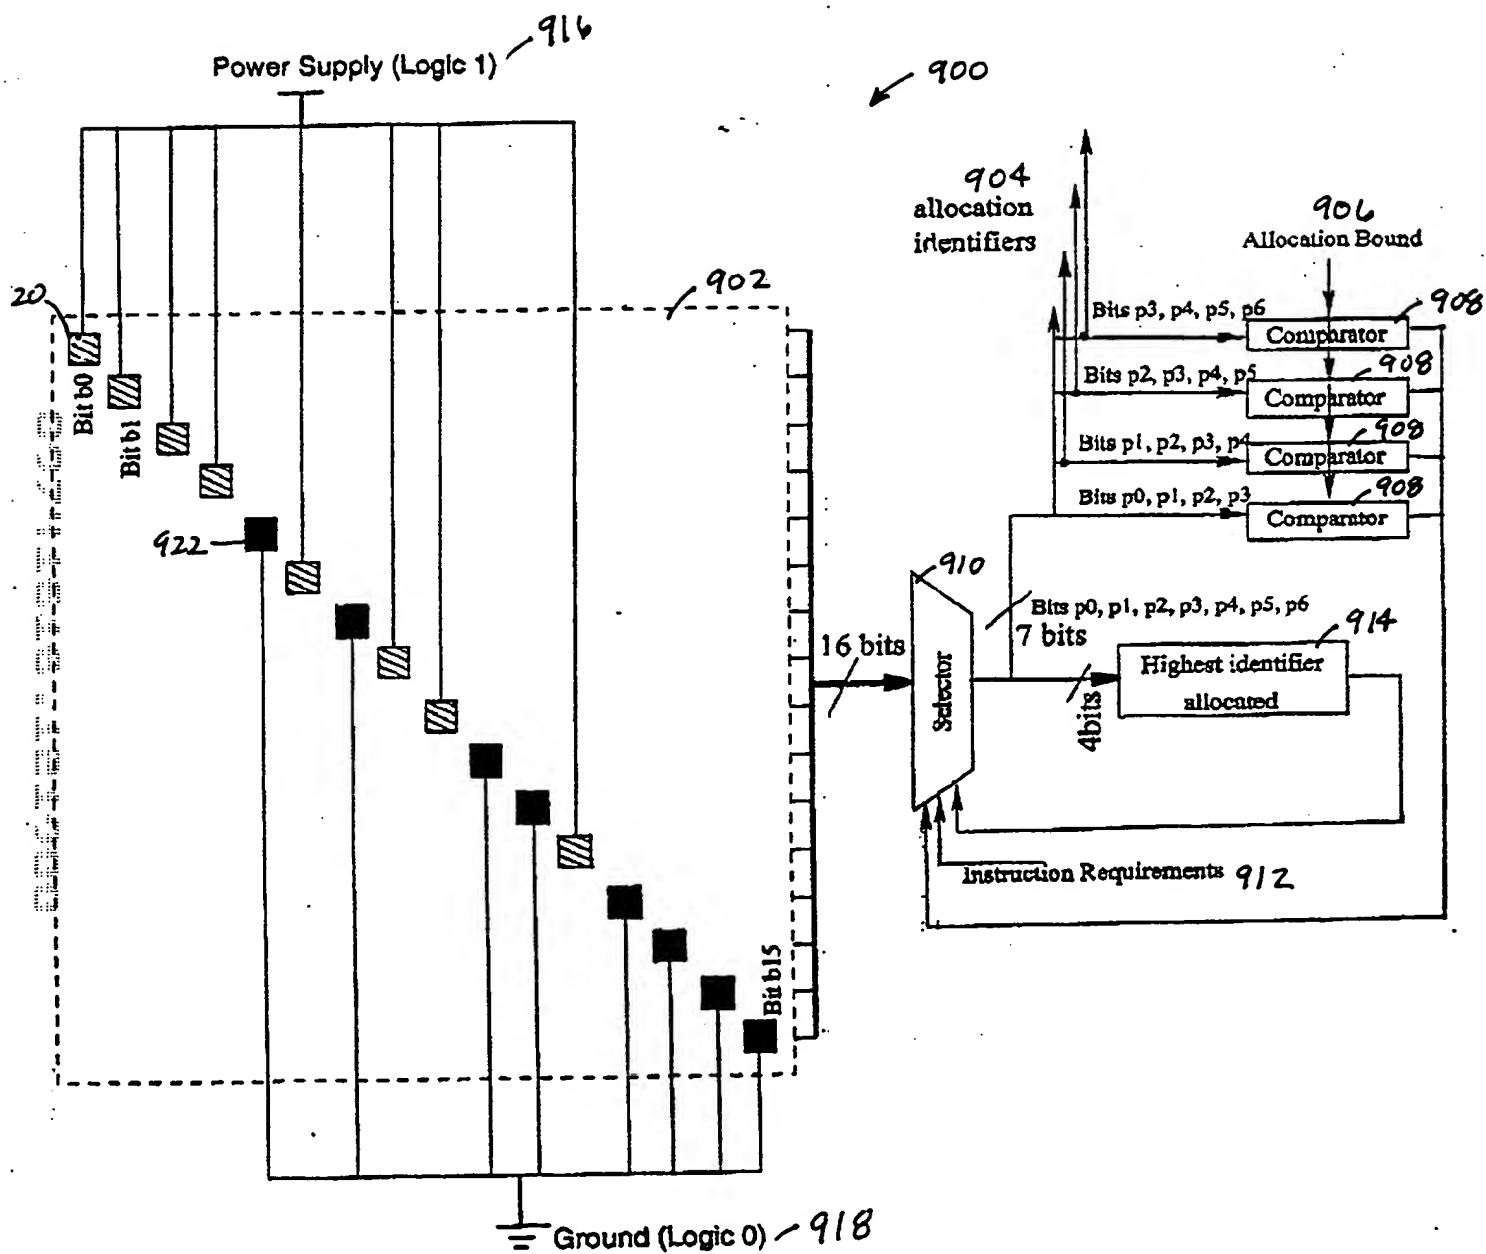 916
Power Supply (Logic 1)
900
904
allocation
identifiers
906
Allocation Bound
902
20
Bits p3, p4, p5, p6
Comparator
908
Bits p2, p3, p4, p5
Comparator
908
Bits p1, p2, p3, p4
Comparator
908
Bits p0, p1, p2, p3
Comparator
908
Bit b0
Bit b1
922
910
Bits p0, p1, p2, p3, p4, p5, p6
7 bits
914
16 bits
Selector
Highest identifier
allocated
4bits
Instruction Requirements 912
Bit b15
Ground (Logic 0)
918